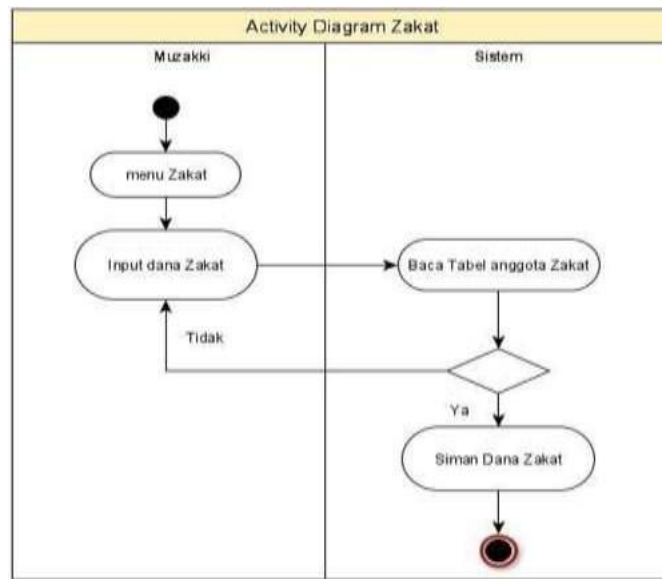 Activity Diagram Zakat
Muzakki
Sistem
menu Zakat
Input dana Zakat
Baca Tabel anggota Zakat
Tidak
Ya
Siman Dana Zakat